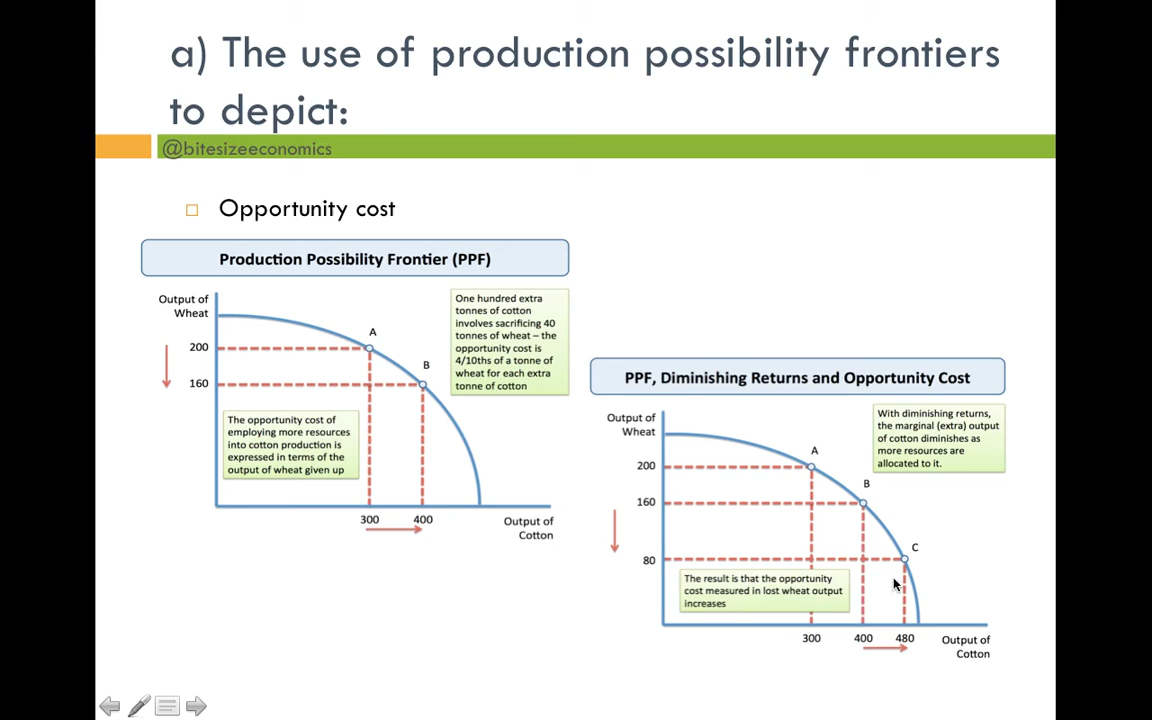 a) The use of production possibility frontiers
to depict:
@bitesizeeconomics
Opportunity cost
Production Possibility Frontier (PPF)
Output of
Wheat
200
160
A
B
One hundred extra
tonnes of cotton
involves sacrificing 40
tonnes of wheat – the
opportunity cost is
4/10ths of a tonne of
wheat for each extra
tonne of cotton
The opportunity cost of
employing more resources
into cotton production is
expressed in terms of the
output of wheat given up
300
400
Output of
Cotton
PPF, Diminishing Returns and Opportunity Cost
Output of
Wheat
200
160
80
A
B
C
With diminishing returns,
the marginal (extra) output
of cotton diminishes as
more resources are
allocated to it.
The result is that the opportunity
cost measured in lost wheat output
increases
300
400
480
Output of
Cotton